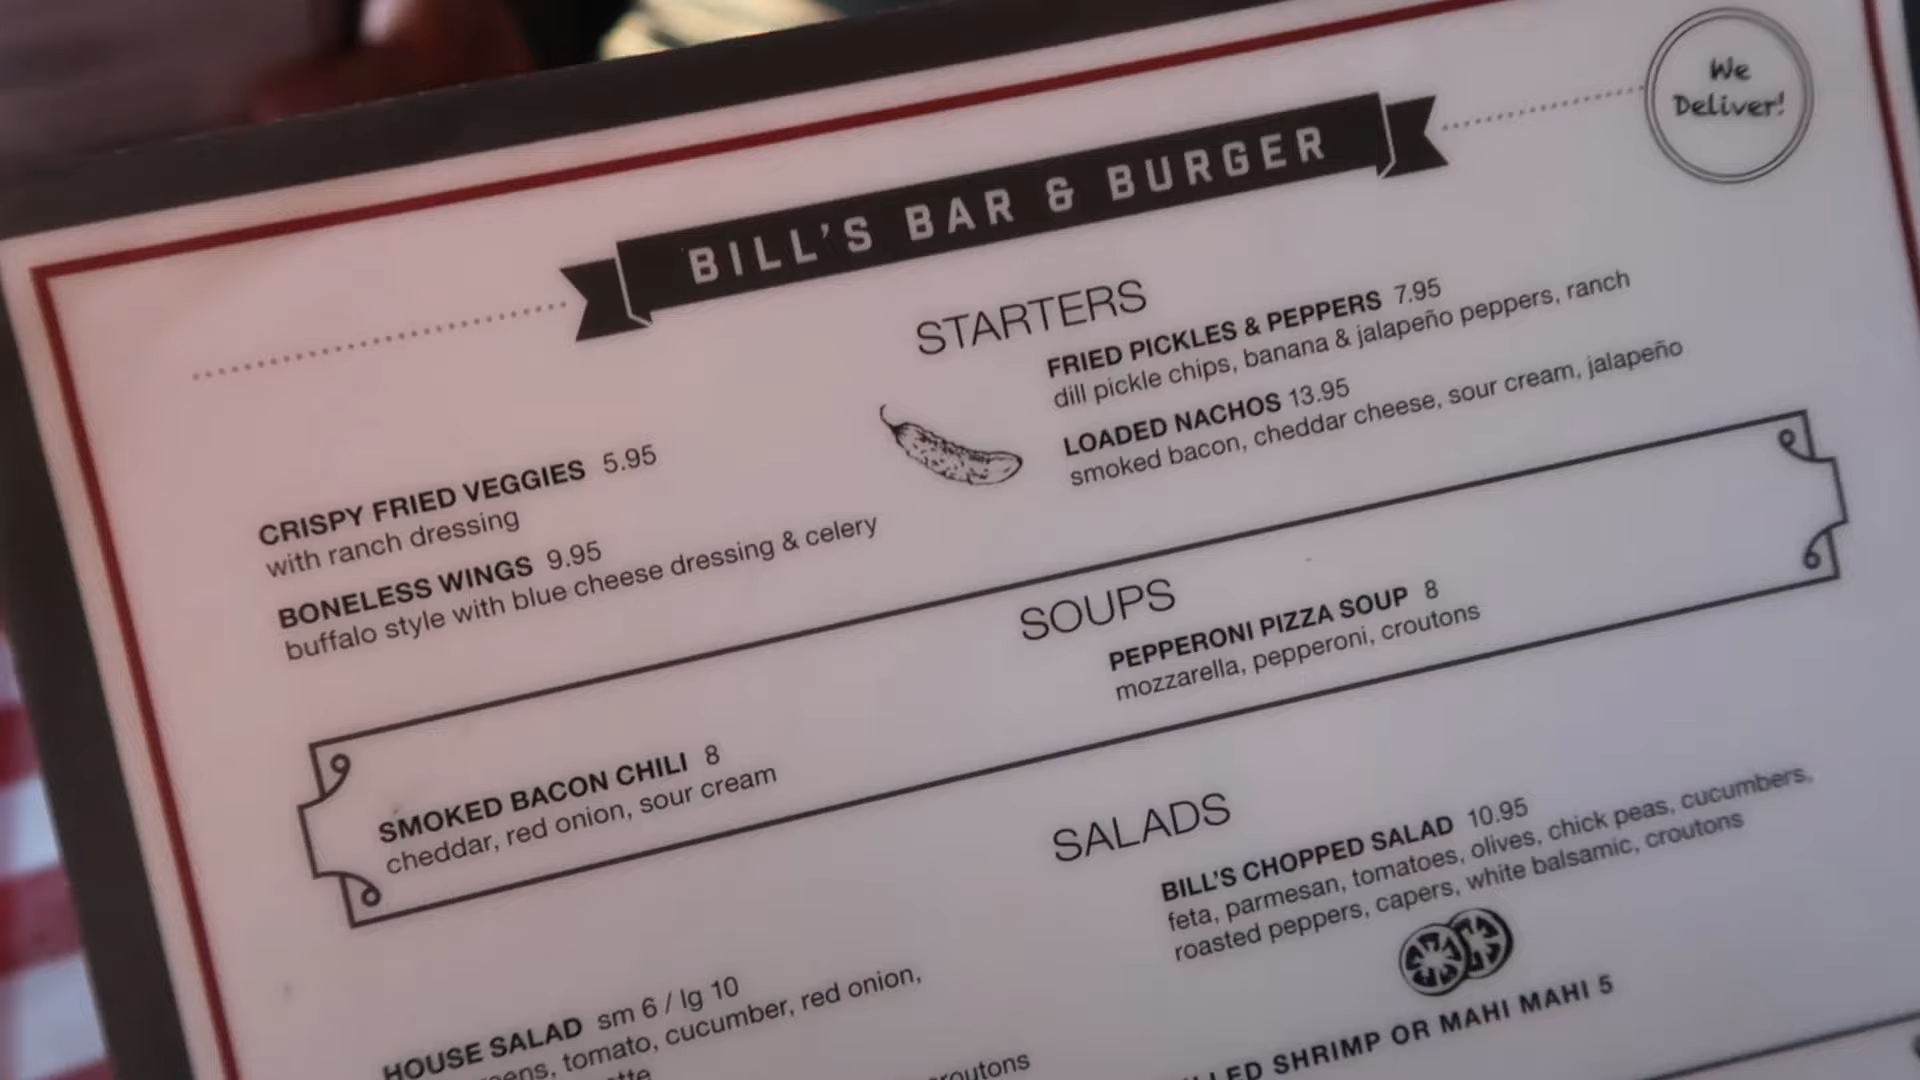 We
Deliver!
BILL'S BAR & BURGER
STARTERS
CRISPY FRIED VEGGIES 5.95
with ranch dressing
BONELESS WINGS 9.95
buffalo style with blue cheese dressing & celery
FRIED PICKLES & PEPPERS 7.95
dill pickle chips, banana & jalapeño peppers, ranch
LOADED NACHOS 13.95
smoked bacon, cheddar cheese, sour cream, jalapeño
SOUPS
SMOKED BACON CHILI 8
cheddar, red onion, sour cream
PEPPERONI PIZZA SOUP 8
mozzarella, pepperoni, croutons
SALADS
HOUSE SALAD sm 6 / lg 10
tomato, cucumber, red onion,
BILL'S CHOPPED SALAD 10.95
feta, parmesan, tomatoes, olives, chick peas, cucumbers,
roasted peppers, capers, white balsamic, croutons
SHRIMP OR MAHI MAHI 5